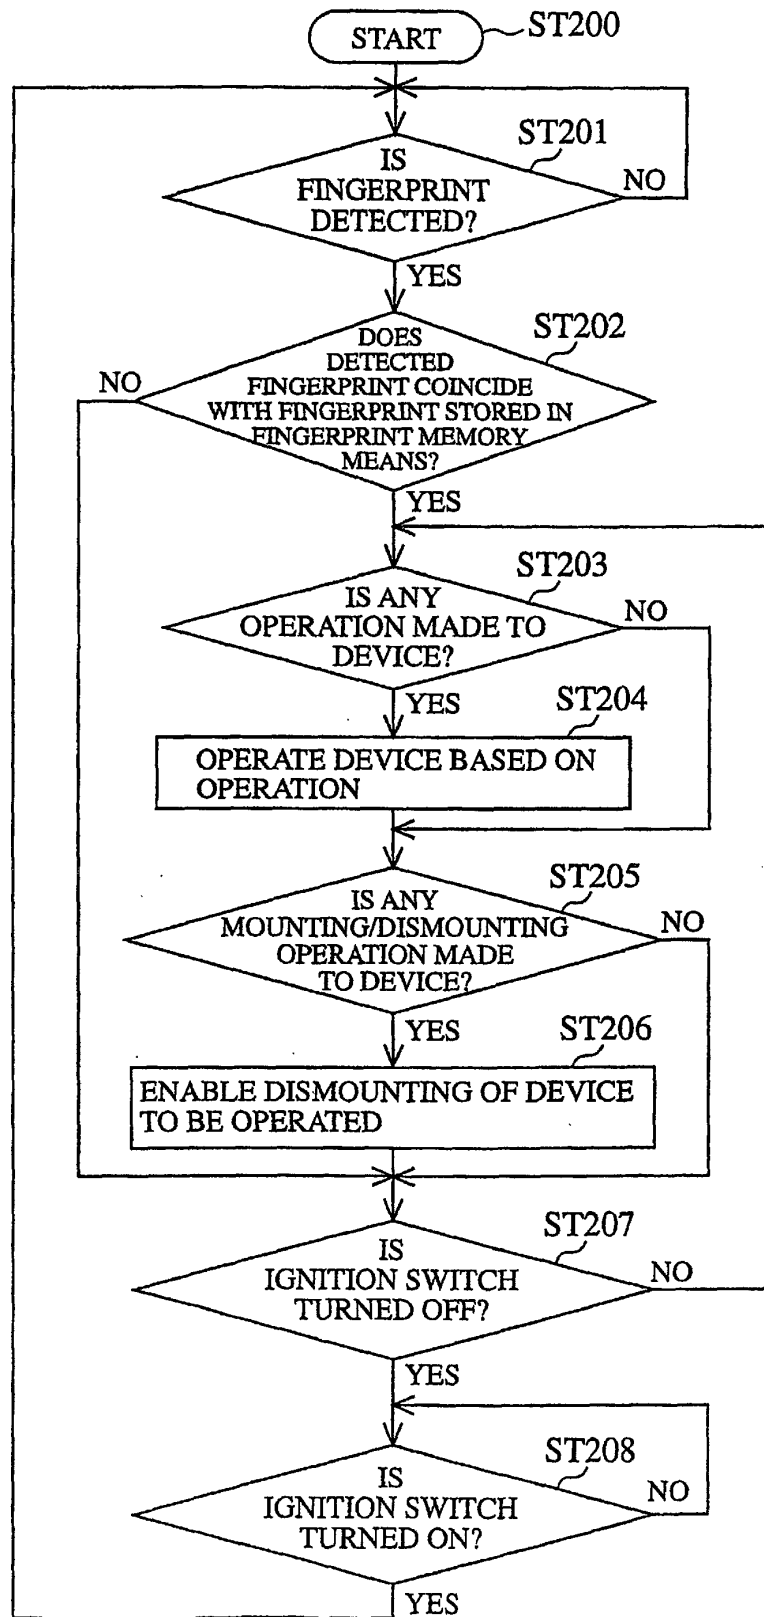 START
ST200
ST201
IS
FINGERPRINT
DETECTED?
NO
YES
ST202
DOES
DETECTED
FINGERPRINT COINCIDE
WITH FINGERPRINT STORED IN
FINGERPRINT MEMORY
MEANS?
NO
YES
ST203
IS ANY
OPERATION MADE TO
DEVICE?
NO
YES
ST204
OPERATE DEVICE BASED ON
OPERATION
ST205
IS ANY
MOUNTING/DISMOUNTING
OPERATION MADE
TO DEVICE?
NO
YES
ST206
ENABLE DISMOUNTING OF DEVICE
TO BE OPERATED
ST207
IS
IGNITION SWITCH
TURNED OFF?
NO
YES
ST208
IS
IGNITION SWITCH
TURNED ON?
NO
YES